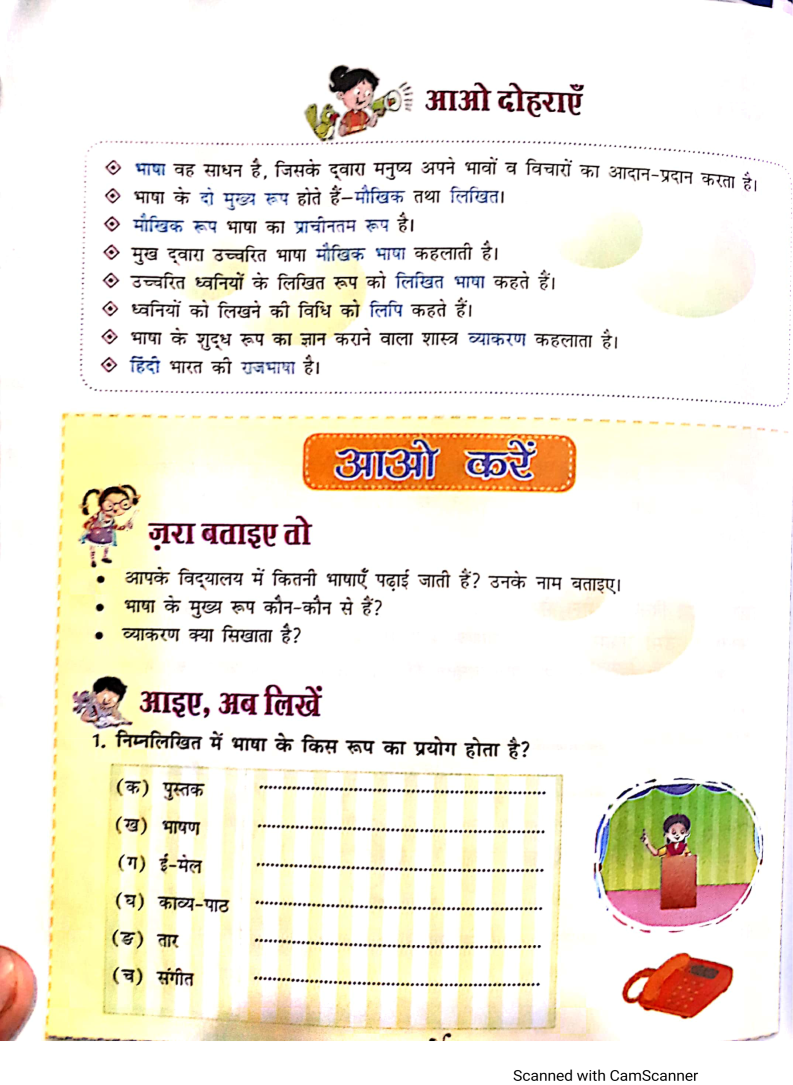 आओ दोहराएँ
भाषा वह साधन है, जिसके द्‌वारा मनुष्य अपने भावों व विचारों का आदान-प्रदान करता है।
भाषा के दो मुख्य रूप होते हैं–मौखिक तथा लिखित।
मौखिक रूप भाषा का प्राचीनतम रूप है।
मुख द्‌वारा उच्चरित भाषा मौखिक भाषा कहलाती है।
उच्चरित ध्वनियों के लिखित रूप को लिखित भाषा कहते हैं।
ध्वनियों को लिखने की विधि को लिपि कहते हैं।
भाषा के शुद्‌ध रूप का ज्ञान कराने वाला शास्त्र व्याकरण कहलाता है।
हिंदी भारत की राजभाषा है।
आओ करें
ज़रा बताइए तो
• आपके विद्‌यालय में कितनी भाषाएँ पढ़ाई जाती हैं? उनके नाम बताइए।
• भाषा के मुख्य रूप कौन-कौन से हैं?
• व्याकरण क्या सिखाता है?
आइए, अब लिखें
1. निम्नलिखित में भाषा के किस रूप का प्रयोग होता है?
(क) पुस्तक ....................
(ख) भाषण ....................
(ग) ई-मेल ....................
(घ) काव्य-पाठ ....................
(ङ) तार ....................
(च) संगीत ....................
Scanned with CamScanner